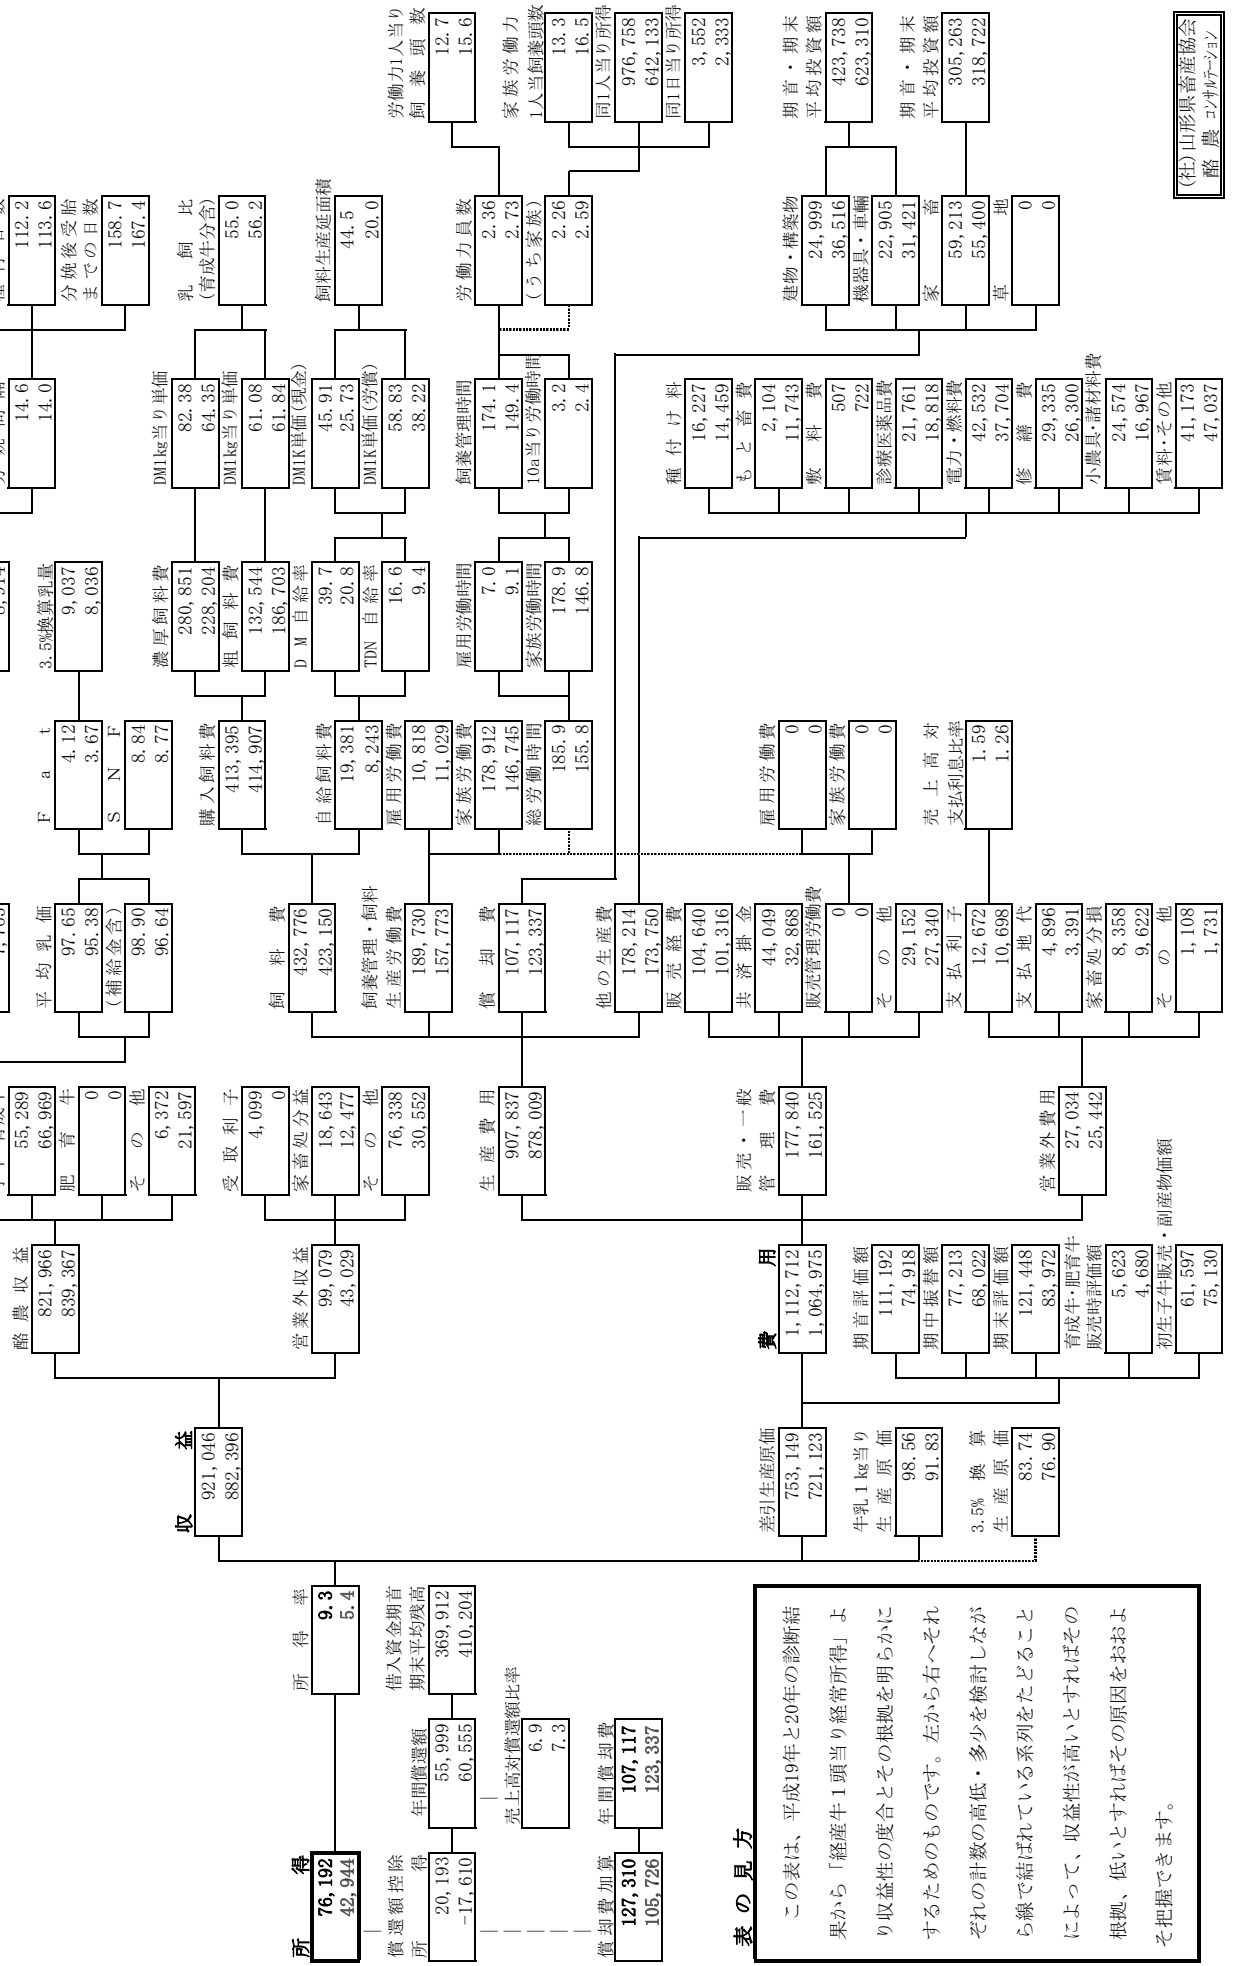 所得
76,192
42,944
償還額控除
所得
20,193
-17,610
償却費加算
127,310
105,726
年間償還額
55,999
60,555
売上高対償還額比率
6.9
7.3
年間償却費
107,117
123,337
所得率
9.3
5.4
借入資金期首
期末平均残高
369,912
410,204
表の見方
この表は、平成19年と20年の診断結
果から「経産牛1頭当り経常所得」よ
り収益性の度合とその根拠を明らかに
するためのものです。左から右へそれ
ぞれの計数の高低・多少を検討しなが
ら線で結ばれている系列をたどること
によって、収益性が高いとすればその
根拠、低いとすればその原因をおおよ
そ把握できます。
収益
921,046
882,396
差引生産原価
753,149
721,123
牛乳1kg当り
生産原価
98.56
91.83
3.5%換算
生産原価
83.74
76.90
酪農収益
821,966
839,367
営業外収益
99,079
43,029
費用
1,112,712
1,064,975
期首評価額
111,192
74,918
期中振替額
77,213
68,022
期末評価額
121,448
83,972
育成牛・肥育牛
販売時評価額
5,623
4,680
初生子牛販売・副産物価額
61,597
75,130
55,289
66,969
肥育牛
0
0
その他
6,372
21,597
受取利子
4,099
0
家畜処分益
18,643
12,477
その他
76,338
30,552
生産費用
907,837
878,009
販売・一般
管理費
177,840
161,525
営業外費用
27,034
25,442
平均乳価
97.65
95.38
(補給金含)
98.90
96.64
飼料費
432,776
423,150
飼養管理・飼料
生産労働費
189,730
157,773
償却費
107,117
123,337
他の生産費
178,214
173,750
販売経費
104,640
101,316
共済掛金
44,049
32,868
販売管理労働費
0
0
その他
29,152
27,340
支払利子
12,672
10,698
支払地代
4,896
3,391
家畜処分損
8,358
9,622
その他
1,108
1,731
Fat
4.12
3.67
SNF
8.84
8.77
購入飼料費
413,395
414,907
自給飼料費
19,381
8,243
雇用労働費
10,818
11,029
家族労働費
178,912
146,745
総労働時間
185.9
155.8
雇用労働費
0
0
家族労働費
0
0
売上高対
支払利息比率
1.59
1.26
3.5%換算乳量
9,037
8,036
濃厚飼料費
280,851
228,204
粗飼料費
132,544
186,703
DM自給率
39.7
20.8
TDN自給率
16.6
9.4
雇用労働時間
7.0
9.1
家族労働時間
178.9
146.8
14.6
14.0
DM1kg当り単価
82.38
64.35
DM1kg当り単価
61.08
61.84
DM1K単価(現金)
45.91
25.73
DM1K単価(労償)
58.83
38.22
飼養管理時間
174.1
149.4
10a当り労働時間
3.2
2.4
種付け料
16,227
14,459
もと畜費
2,104
11,743
敷料費
507
722
診療医薬品費
21,761
18,818
電力・燃料費
42,532
37,704
修繕費
29,335
26,300
小農具・諸材料費
24,574
16,967
賃料・その他
41,173
47,037
112.2
113.6
分娩後受胎
までの日数
158.7
167.4
乳飼比
(育成牛分含)
55.0
56.2
飼料生産延面積
44.5
20.0
労働力員数
2.36
2.73
(うち家族)
2.26
2.59
建物・構築物
24,999
36,516
機器具・車輛
22,905
31,421
家畜
59,213
55,400
草地
0
0
労働力1人当り
飼養頭数
12.7
15.6
家族労働力
1人当飼養頭数
13.3
16.5
同1人当り所得
976,758
642,133
同1日当り所得
3,552
2,333
期首・期末
平均投資額
423,738
623,310
期首・期末
平均投資額
305,263
318,722
(社)山形県畜産協会
酪農 コンサルテーション